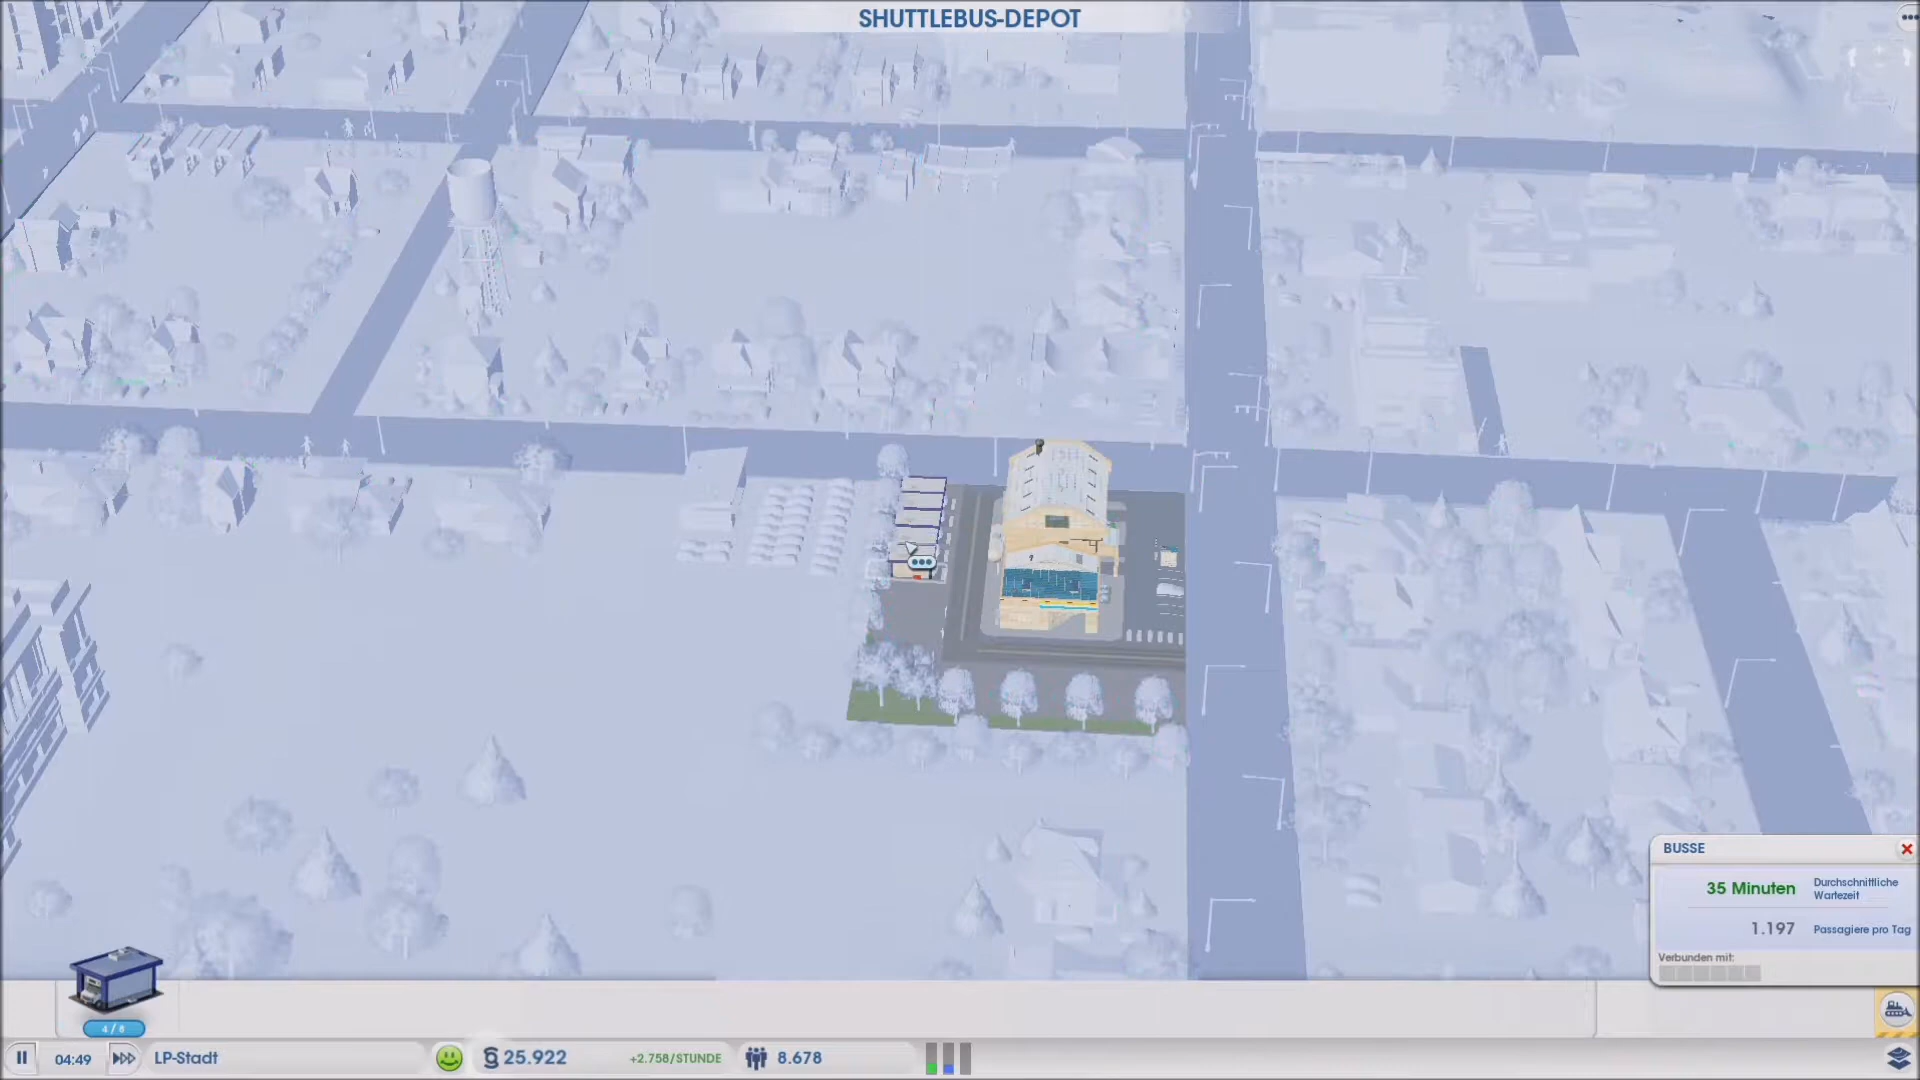 SHUTTLEBUS-DEPOT
BUSSE
35 Minuten
Durchschnittliche
Wartezeit
1.197
Passagiere pro Tag
Verbunden mit:
4 / 8
04:49
LP-Stadt
25.922
+2.758/STUNDE
8.678